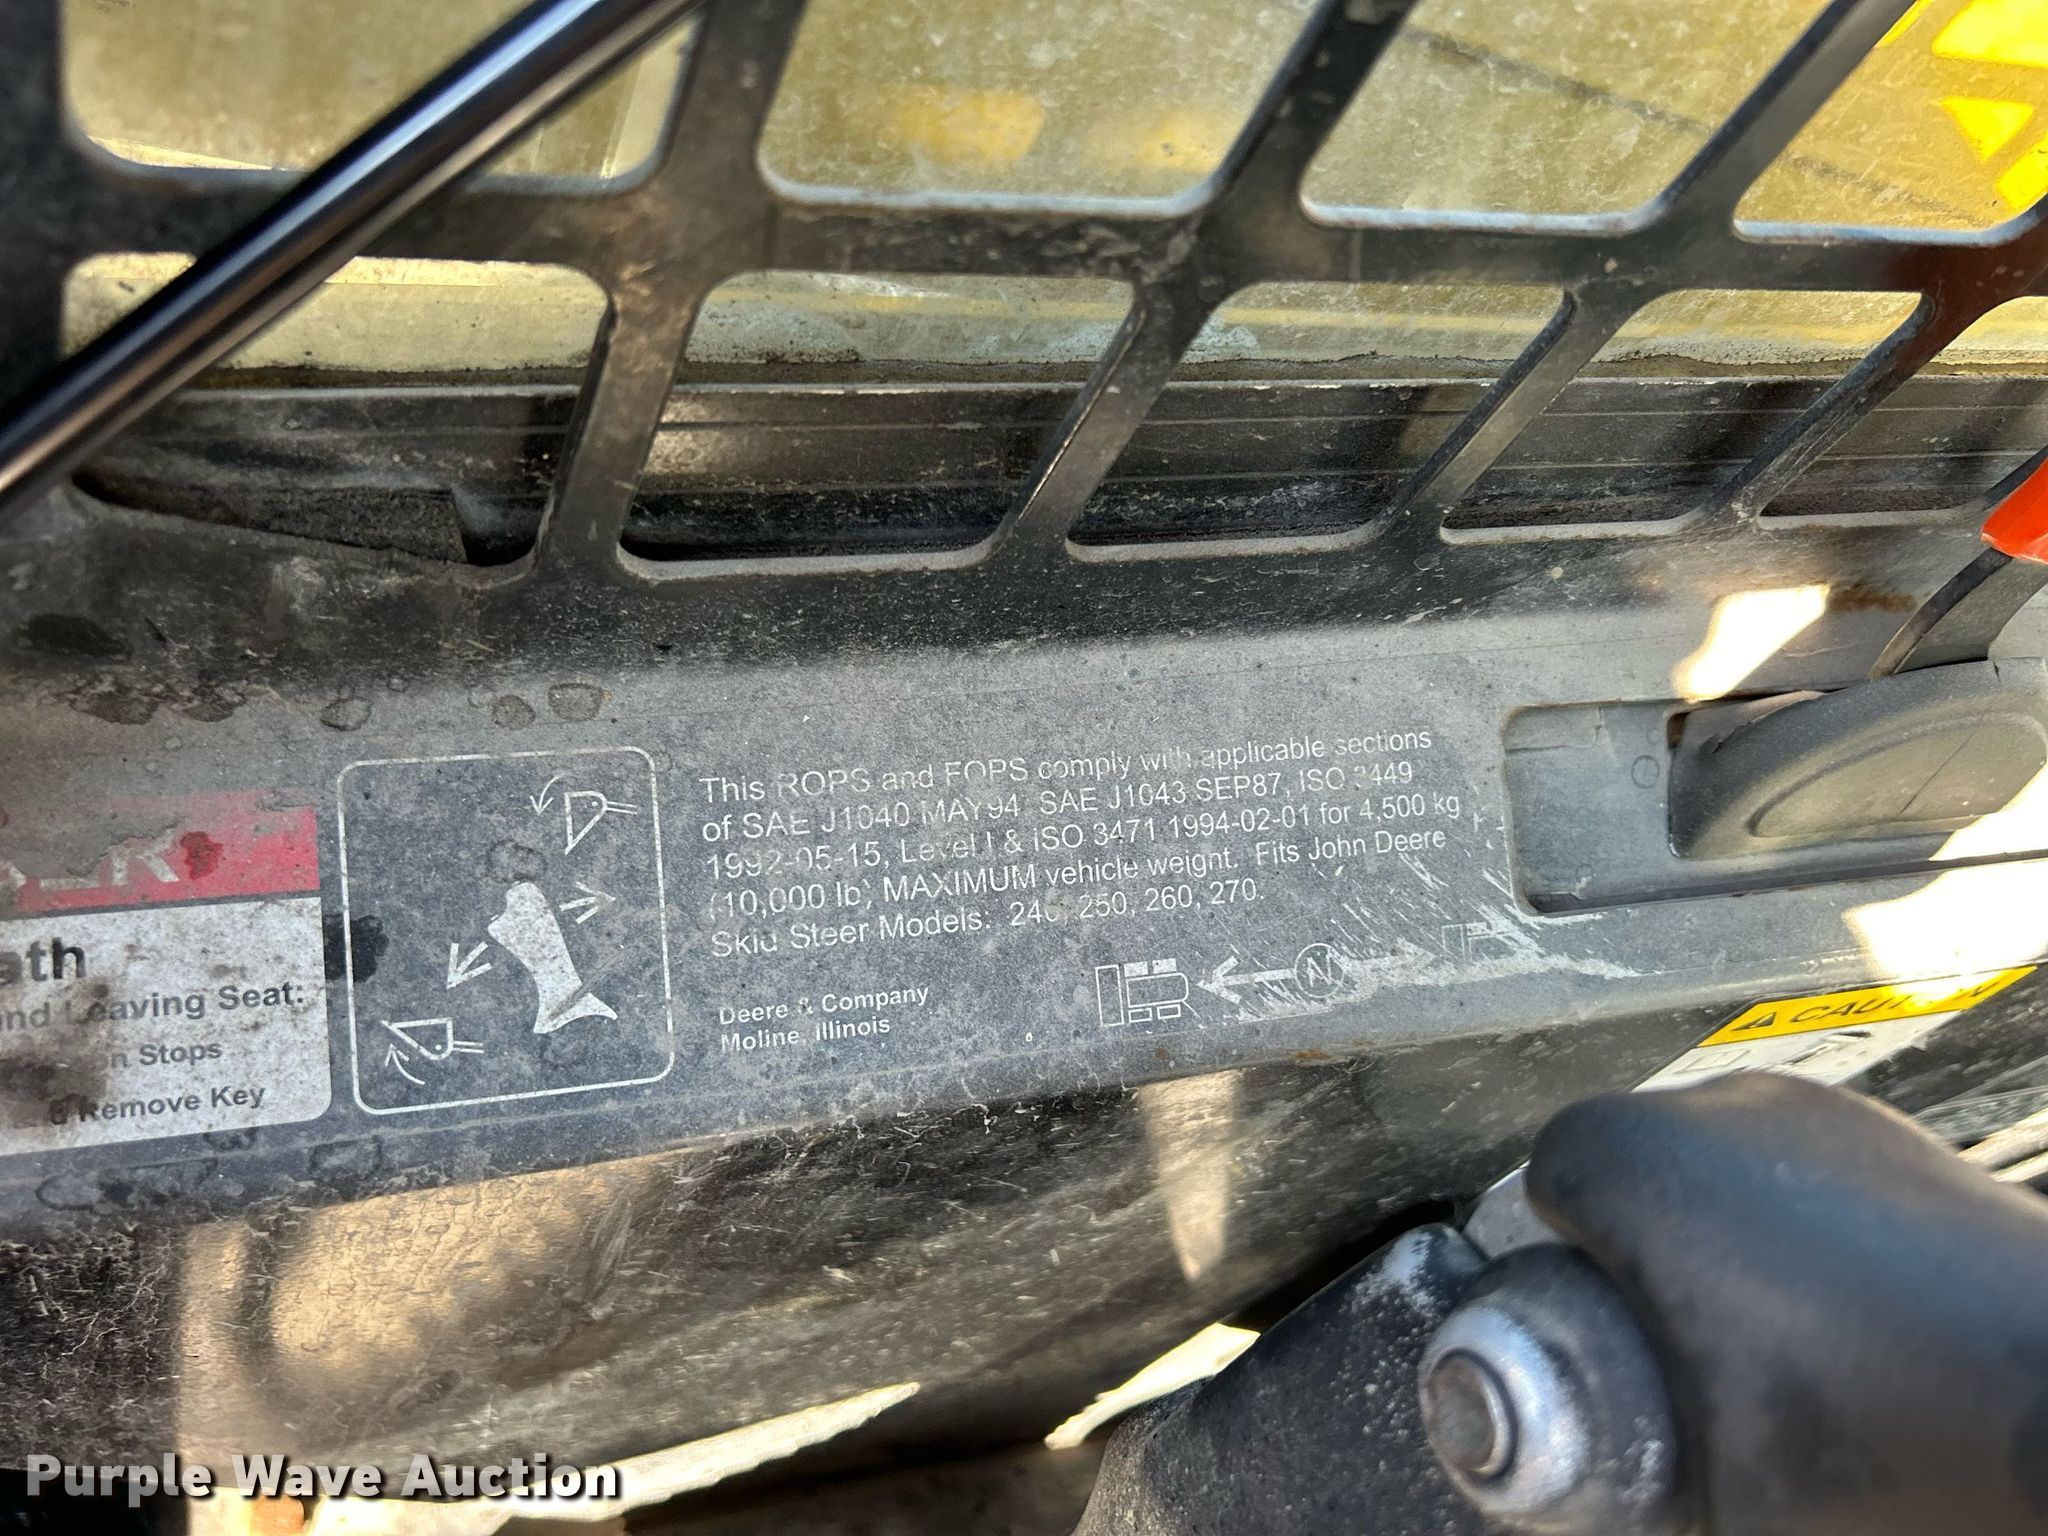 This ROPS and FOPS comply with applicable sections
of SAE J1040 MAY94 SAE J1043 SEP87, ISO 3449
1992-05-15, Level I & ISO 3471 1994-02-01 for 4,500 kg
(10,000 lb) MAXIMUM vehicle weight. Fits John Deere
Skid Steer Models: 240, 250, 260, 270.
Deere & Company
Moline, Illinois
Leaving Seat:
Stops
Remove Key
CAUTION
Purple Wave Auction